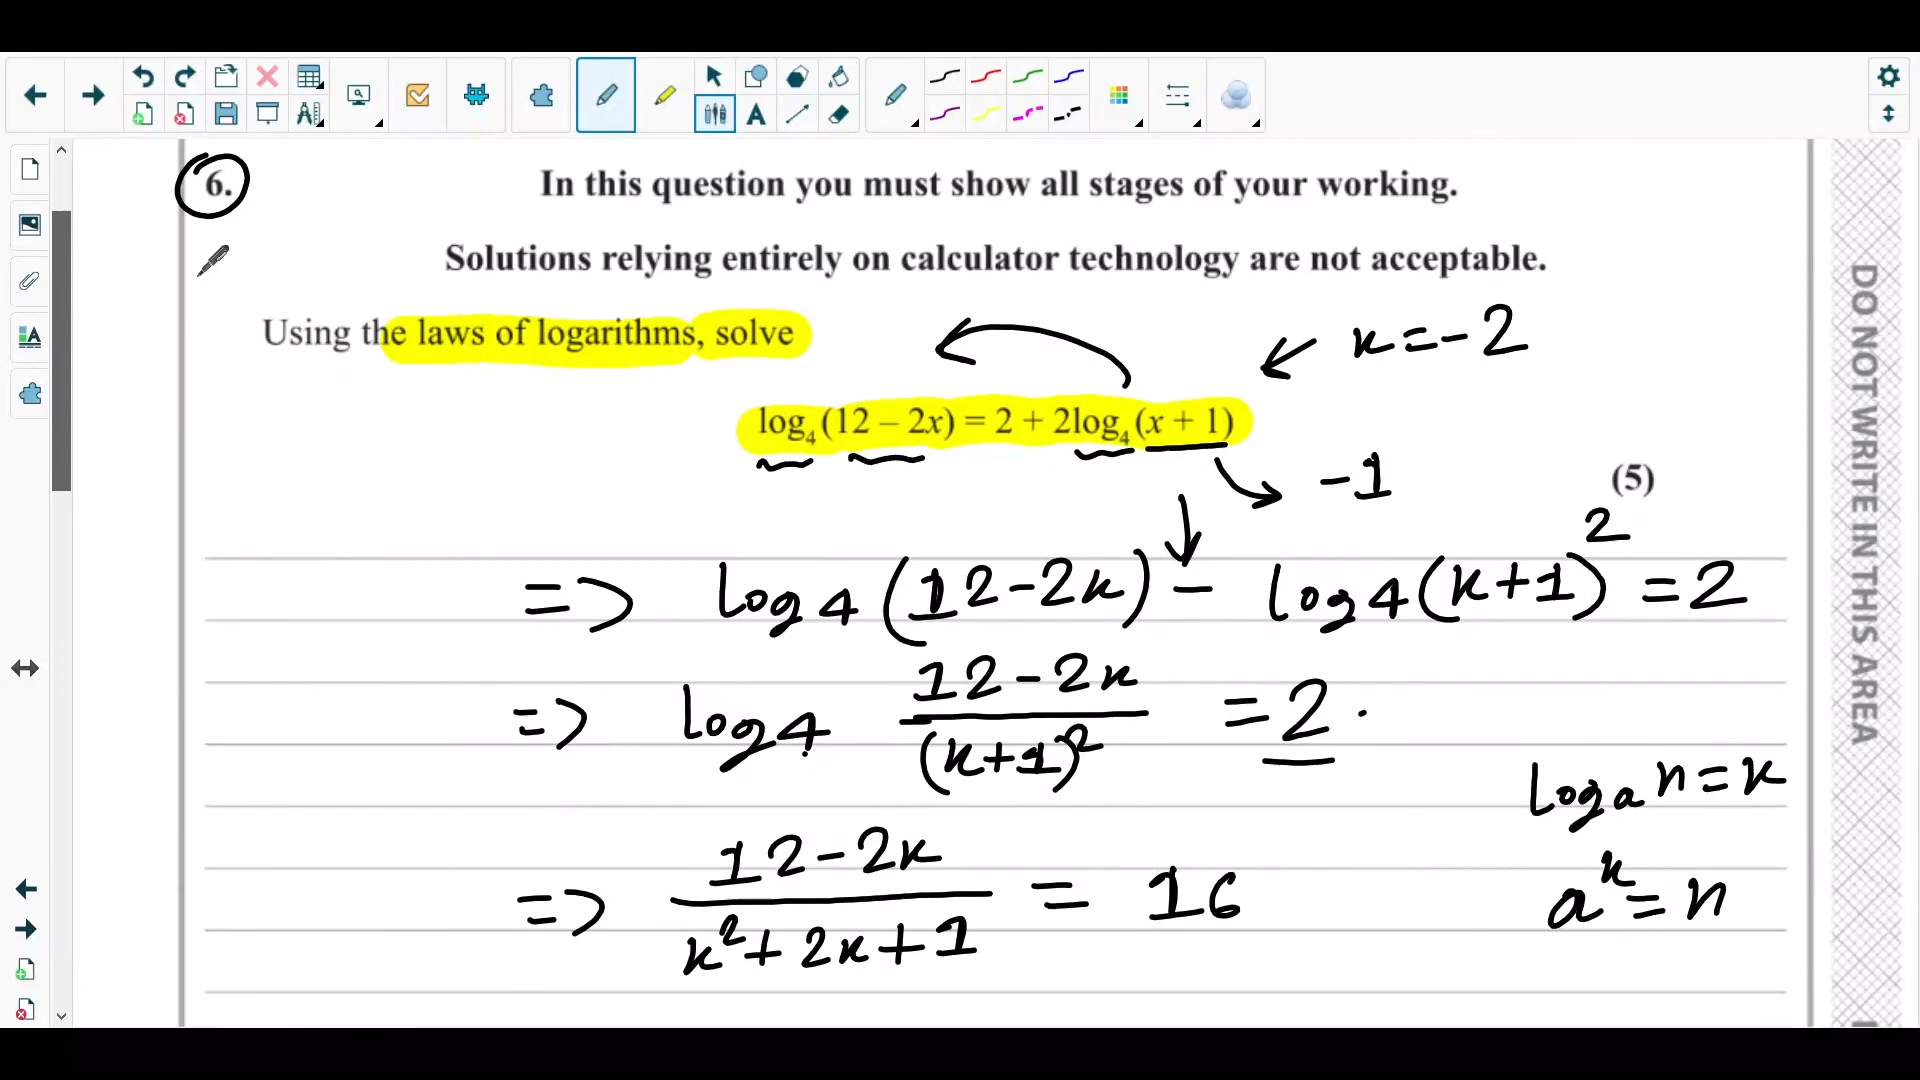 6. In this question you must show all stages of your working.
Solutions relying entirely on calculator technology are not acceptable.
Using the laws of logarithms, solve
x = -2
log₄(12 – 2x) = 2 + 2log₄(x + 1)
-1
(5)
=> log4(12-2x) - log4(x+1)² = 2
=> log4 (12-2x)/(x+1)² = 2 .
log a n = x
=> (12-2x)/(x²+2x+1) = 16
aˣ = n
DO NOT WRITE IN THIS AREA
A